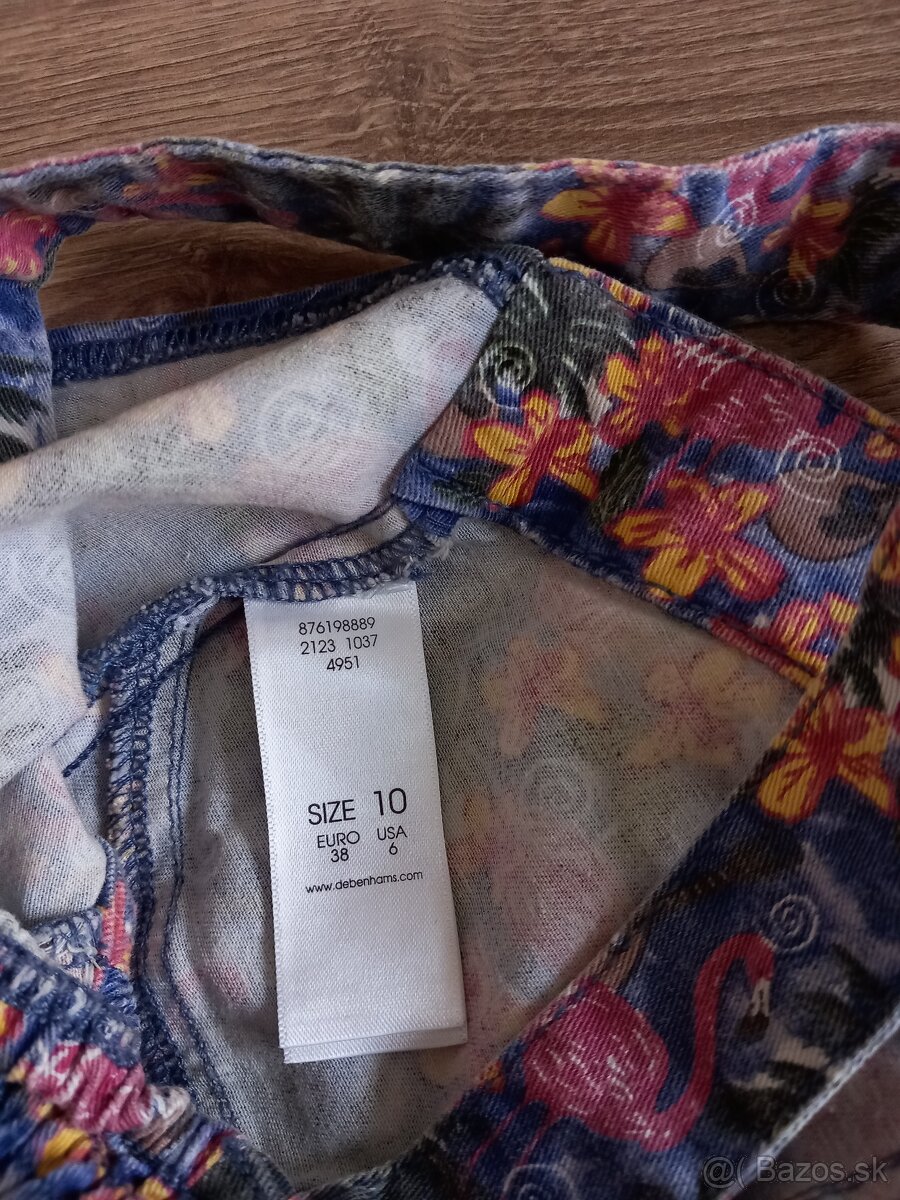 876198889
2123 1037
4951
SIZE 10
EURO USA
38 6
www.debenhams.com
@( Bazos.sk